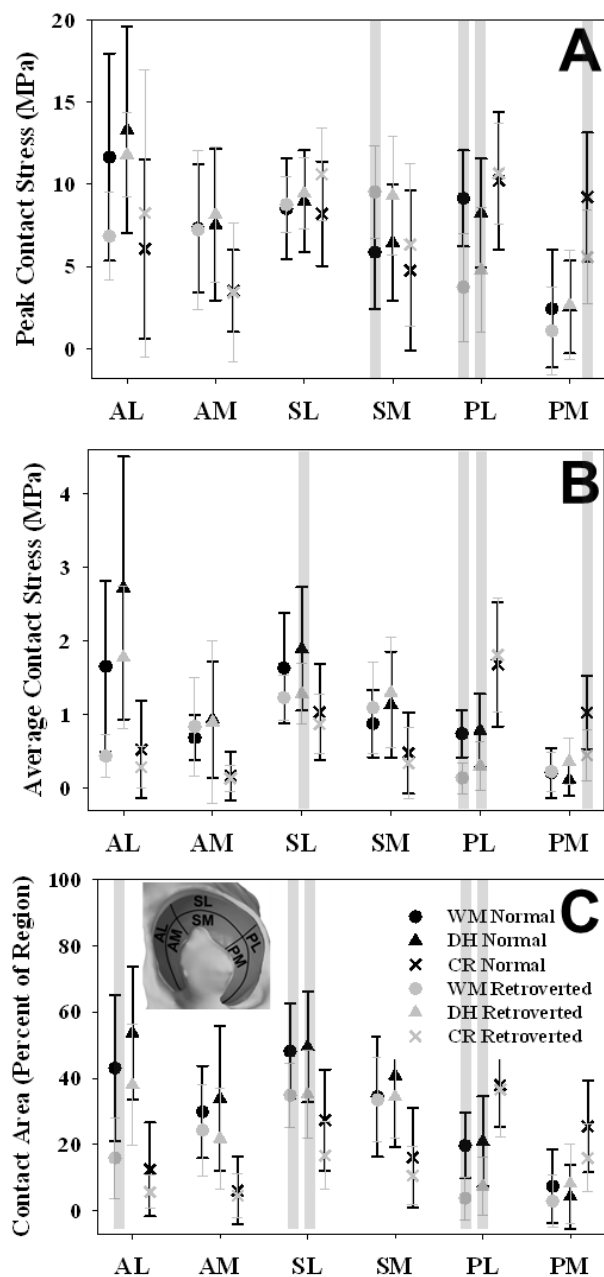 A
Peak Contact Stress (MPa)
20
15
10
5
0
AL AM SL SM PL PM
B
Average Contact Stress (MPa)
4
3
2
1
0
AL AM SL SM PL PM
C
Contact Area (Percent of Region)
100
80
60
40
20
0
SL
SM
AL
AM
PL
PM
WM Normal
DH Normal
CR Normal
WM Retroverted
DH Retroverted
CR Retroverted
AL AM SL SM PL PM